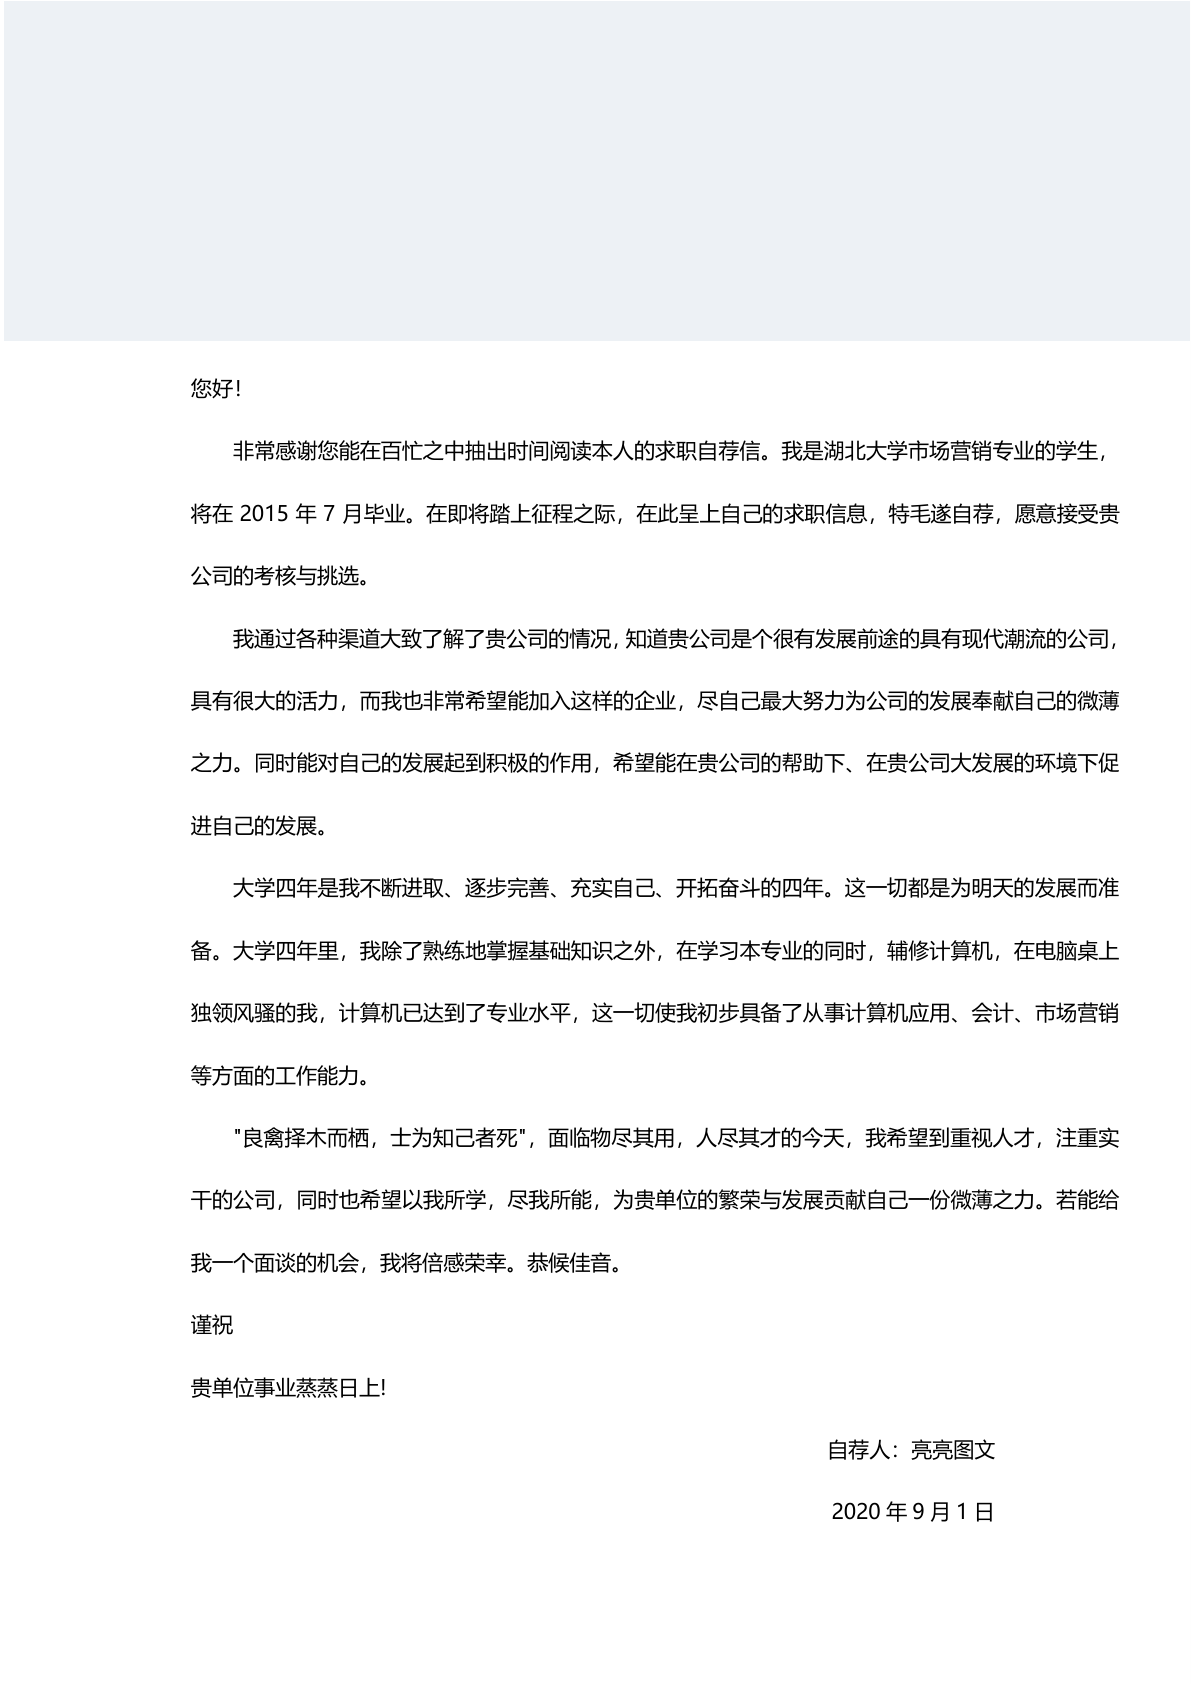 您好！
非常感谢您能在百忙之中抽出时间阅读本人的求职自荐信。我是湖北大学市场营销专业的学生，
将在 2015 年 7 月毕业。在即将踏上征程之际，在此呈上自己的求职信息，特毛遂自荐，愿意接受贵
公司的考核与挑选。
我通过各种渠道大致了解了贵公司的情况，知道贵公司是个很有发展前途的具有现代潮流的公司，
具有很大的活力，而我也非常希望能加入这样的企业，尽自己最大努力为公司的发展奉献自己的微薄
之力。同时能对自己的发展起到积极的作用，希望能在贵公司的帮助下、在贵公司大发展的环境下促
进自己的发展。
大学四年是我不断进取、逐步完善、充实自己、开拓奋斗的四年。这一切都是为明天的发展而准
备。大学四年里，我除了熟练地掌握基础知识之外，在学习本专业的同时，辅修计算机，在电脑桌上
独领风骚的我，计算机已达到了专业水平，这一切使我初步具备了从事计算机应用、会计、市场营销
等方面的工作能力。
"良禽择木而栖，士为知己者死"，面临物尽其用，人尽其才的今天，我希望到重视人才，注重实
干的公司，同时也希望以我所学，尽我所能，为贵单位的繁荣与发展贡献自己一份微薄之力。若能给
我一个面谈的机会，我将倍感荣幸。恭候佳音。
谨祝
贵单位事业蒸蒸日上!
自荐人：亮亮图文
2020 年 9 月 1 日